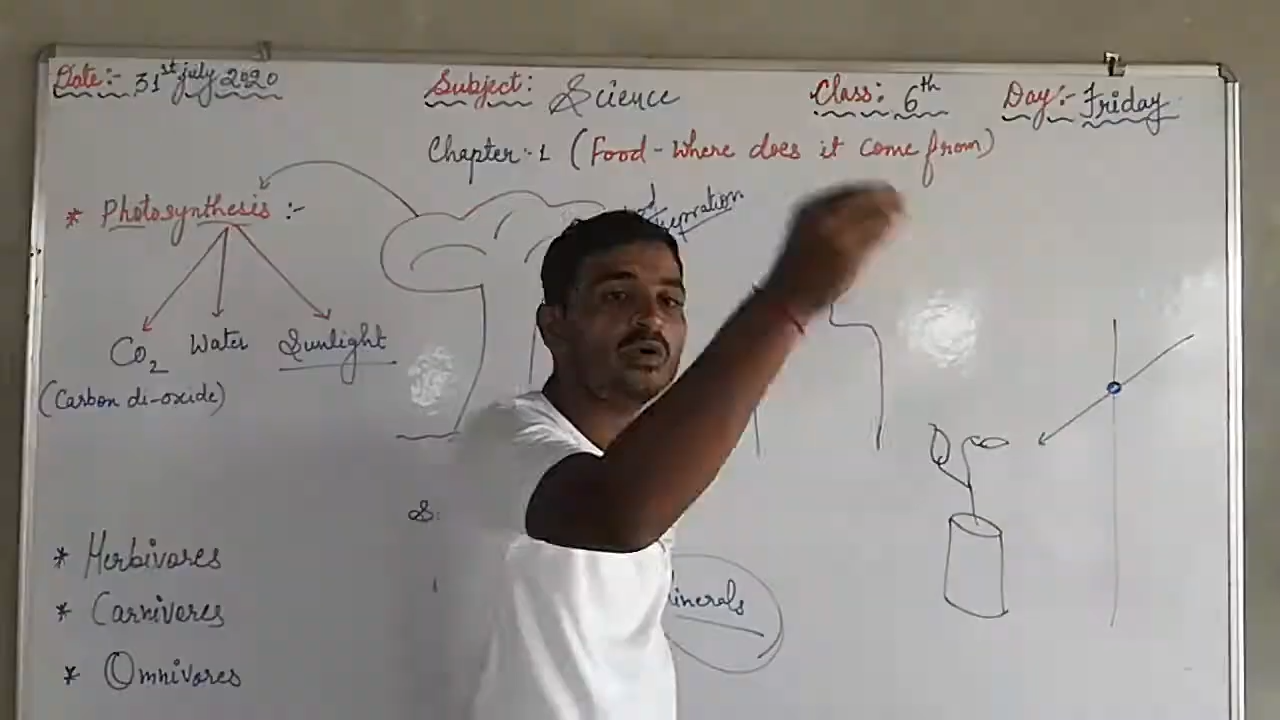 Date:- 31st july 2020
Subject: Science
Class: 6th
Day:- Friday
Chapter:-1 (Food - Where does it come from)
* Photosynthesis :-
CO2
Water
Sunlight
(Carbon di-oxide)
* Herbivores
* Carnivores
* Omnivores